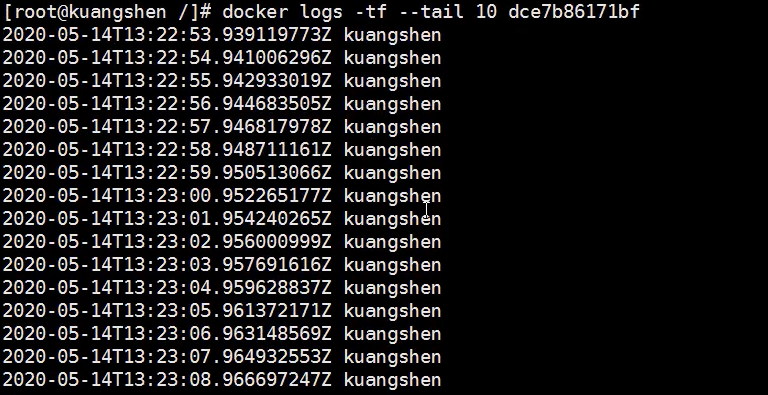 [root@kuangshen /]# docker logs -tf --tail 10 dce7b86171bf
2020-05-14T13:22:53.939119773Z kuangshen
2020-05-14T13:22:54.941006296Z kuangshen
2020-05-14T13:22:55.942933019Z kuangshen
2020-05-14T13:22:56.944683505Z kuangshen
2020-05-14T13:22:57.946817978Z kuangshen
2020-05-14T13:22:58.948711161Z kuangshen
2020-05-14T13:22:59.950513066Z kuangshen
2020-05-14T13:23:00.952265177Z kuangshen
2020-05-14T13:23:01.954240265Z kuangshen
2020-05-14T13:23:02.956000999Z kuangshen
2020-05-14T13:23:03.957691616Z kuangshen
2020-05-14T13:23:04.959628837Z kuangshen
2020-05-14T13:23:05.961372171Z kuangshen
2020-05-14T13:23:06.963148569Z kuangshen
2020-05-14T13:23:07.964932553Z kuangshen
2020-05-14T13:23:08.966697247Z kuangshen